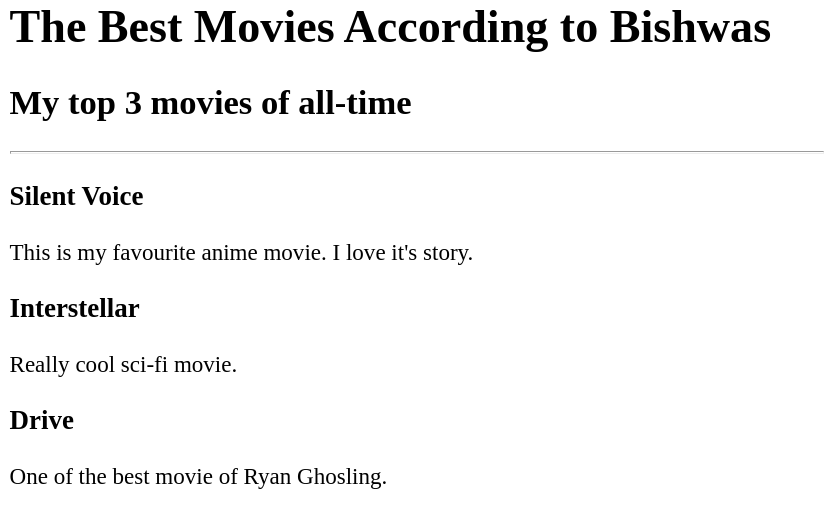 The Best Movies According to Bishwas
My top 3 movies of all-time
Silent Voice
This is my favourite anime movie. I love it's story.
Interstellar
Really cool sci-fi movie.
Drive
One of the best movie of Ryan Ghosling.